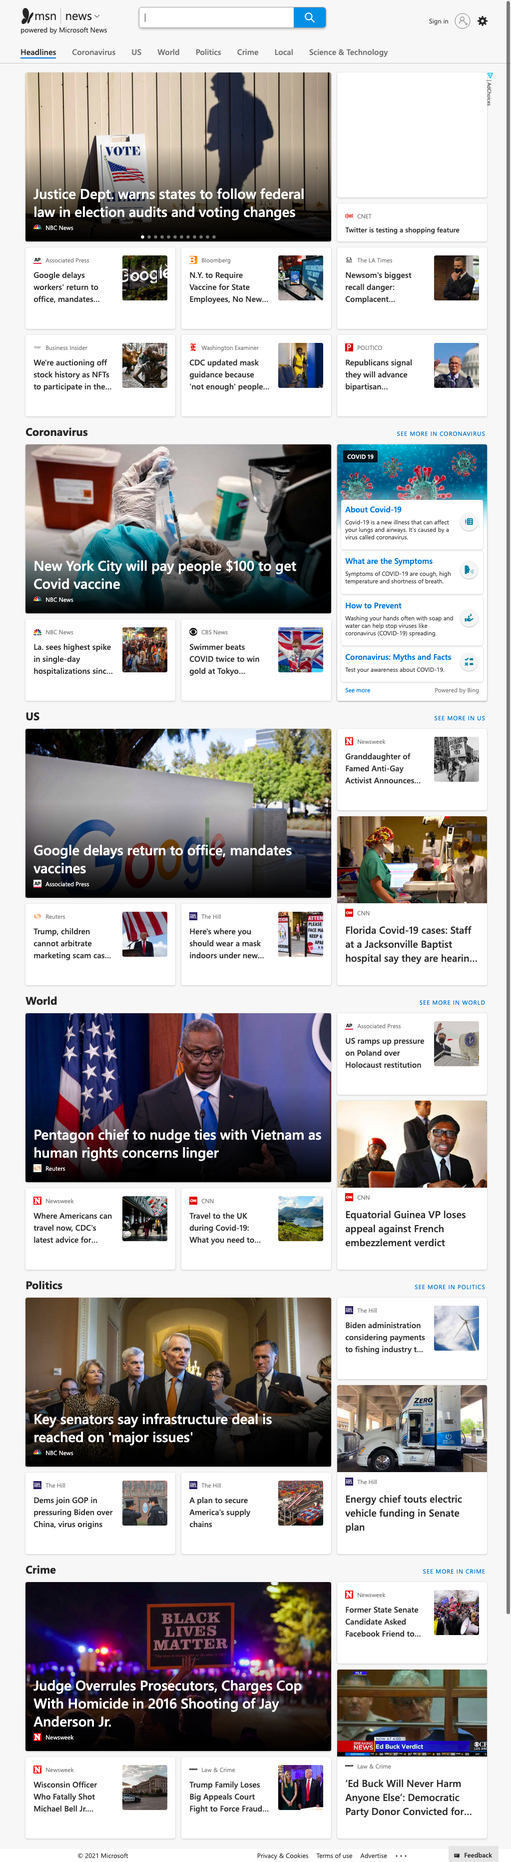 msn | news
powered by Microsoft News
Sign in
Headlines Coronavirus US World Politics Crime Local Science & Technology
VOTE
Justice Dept. warns states to follow federal
law in election audits and voting changes
NBC News
AdChoices
CNET
Twitter is testing a shopping feature
Associated Press
Google delays
workers' return to
office, mandates...
Google
Bloomberg
N.Y. to Require
Vaccine for State
Employees, No New...
The LA Times
Newsom's biggest
recall danger:
Complacent...
Business Insider
We're auctioning off
stock history as NFTs
to participate in the...
Washington Examiner
CDC updated mask
guidance because
'not enough' people...
POLITICO
Republicans signal
they will advance
bipartisan...
Coronavirus
SEE MORE IN CORONAVIRUS
New York City will pay people $100 to get
Covid vaccine
NBC News
COVID 19
About Covid-19
Covid-19 is a new illness that can affect
your lungs and airways. It's caused by a
virus called coronavirus.
What are the Symptoms
Symptoms of COVID-19 are cough, high
temperature and shortness of breath.
How to Prevent
Washing your hands often with soap and
water can help stop viruses like
coronavirus (COVID-19) spreading.
Coronavirus: Myths and Facts
Test your awareness about COVID-19.
See more
Powered by Bing
NBC News
La. sees highest spike
in single-day
hospitalizations sinc...
CBS News
Swimmer beats
COVID twice to win
gold at Tokyo...
US
SEE MORE IN US
Google
Google delays return to office, mandates
vaccines
Associated Press
Newsweek
Granddaughter of
Famed Anti-Gay
Activist Announces...
CNN
Florida Covid-19 cases: Staff
at a Jacksonville Baptist
hospital say they are hearin...
Reuters
Trump, children
cannot arbitrate
marketing scam cas...
The Hill
Here's where you
should wear a mask
indoors under new...
World
SEE MORE IN WORLD
Pentagon chief to nudge ties with Vietnam as
human rights concerns linger
Reuters
Associated Press
US ramps up pressure
on Poland over
Holocaust restitution
CNN
Equatorial Guinea VP loses
appeal against French
embezzlement verdict
Newsweek
Where Americans can
travel now, CDC's
latest advice for...
CNN
Travel to the UK
during Covid-19:
What you need to...
Politics
SEE MORE IN POLITICS
Key senators say infrastructure deal is
reached on 'major issues'
NBC News
The Hill
Biden administration
considering payments
to fishing industry t...
ZERO
The Hill
Energy chief touts electric
vehicle funding in Senate
plan
The Hill
Dems join GOP in
pressuring Biden over
China, virus origins
The Hill
A plan to secure
America's supply
chains
Crime
SEE MORE IN CRIME
BLACK
LIVES
MATTER
Judge Overrules Prosecutors, Charges Cop
With Homicide in 2016 Shooting of Jay
Anderson Jr.
Newsweek
Newsweek
Former State Senate
Candidate Asked
Facebook Friend to...
BREAKING
NEWS
Ed Buck Verdict
Law & Crime
'Ed Buck Will Never Harm
Anyone Else': Democratic
Party Donor Convicted for...
Wisconsin Officer
Who Fatally Shot
Michael Bell Jr....
Law & Crime
Trump Family Loses
Big Appeals Court
Fight to Force Fraud...
© 2021 Microsoft
Privacy & Cookies
Terms of use
Advertise
Feedback